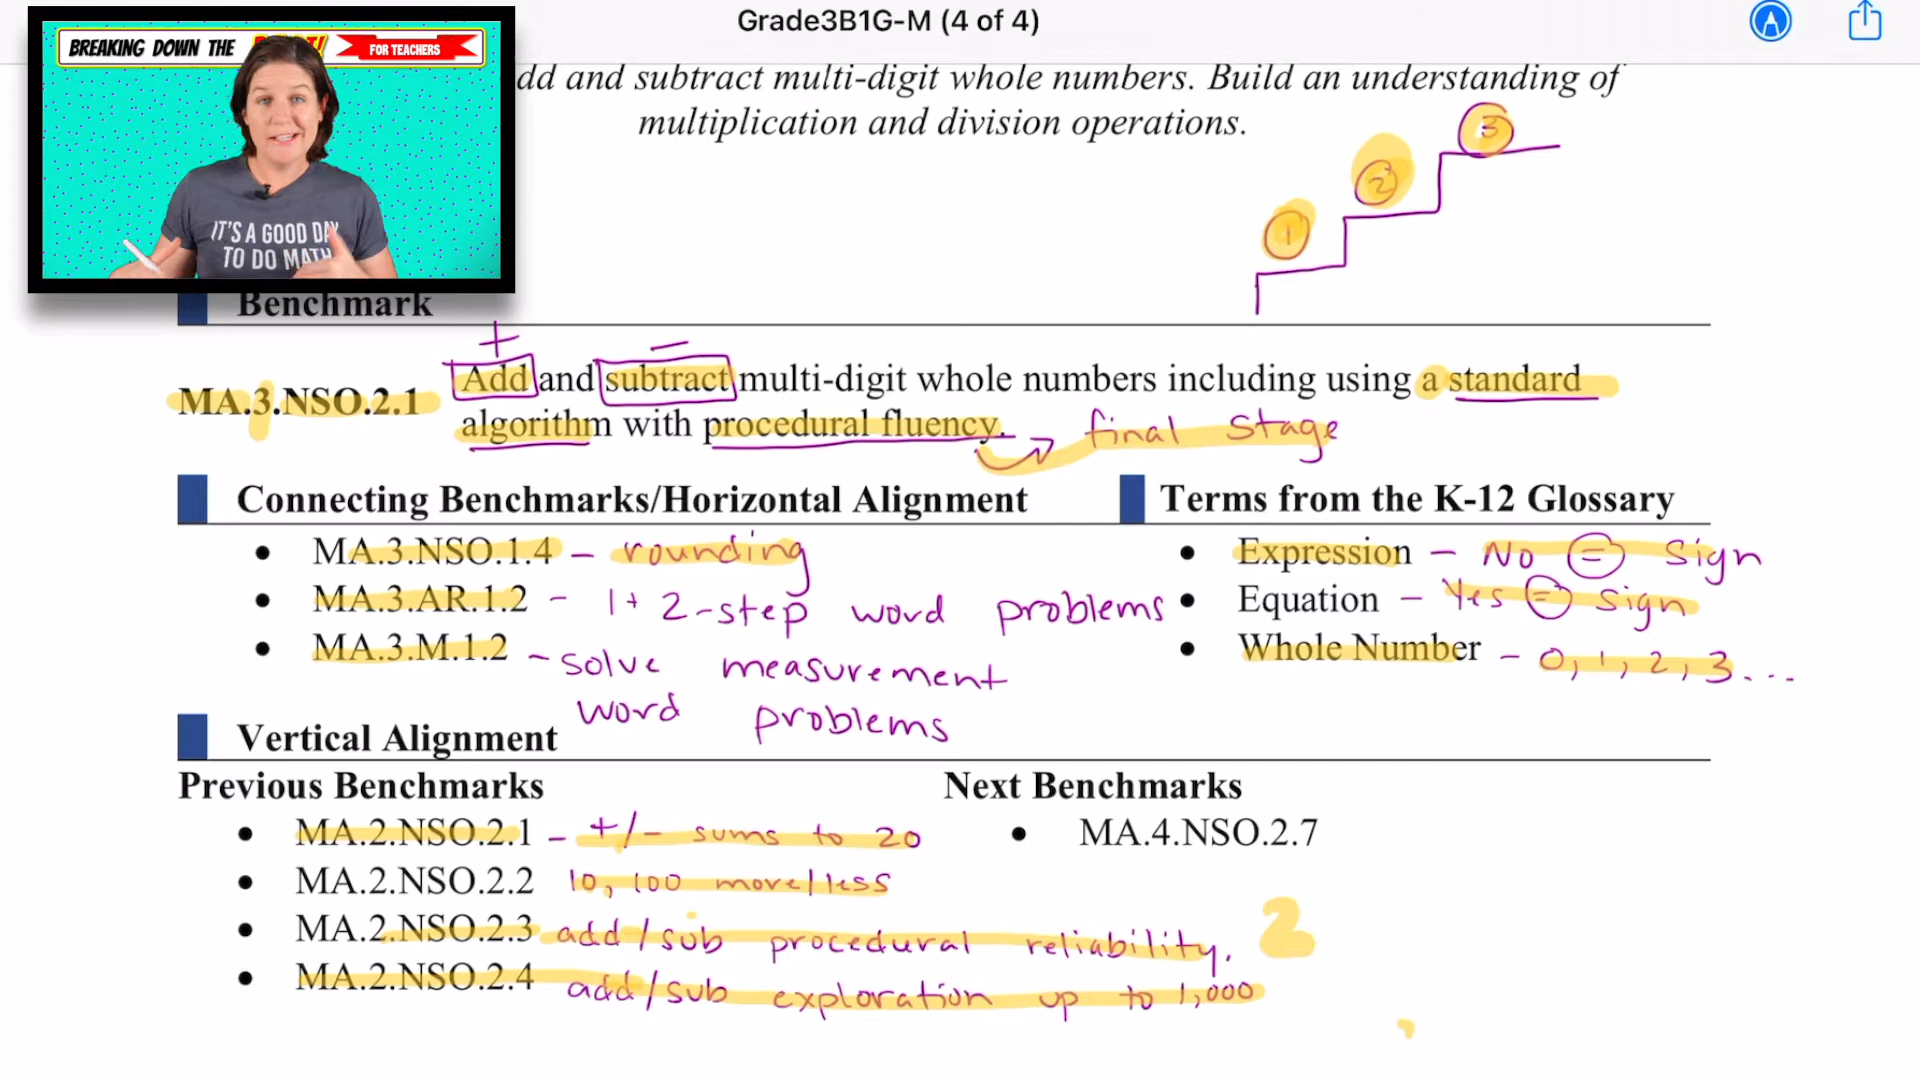 Grade3B1G-M (4 of 4)
BREAKING DOWN THE
FOR TEACHERS
IT'S A GOOD DAY
TO DO MATH
dd and subtract multi-digit whole numbers. Build an understanding of
multiplication and division operations.
1
2
3
Benchmark
+ −
MA.3.NSO.2.1
Add and subtract multi-digit whole numbers including using a standard
algorithm with procedural fluency.
final stage
Connecting Benchmarks/Horizontal Alignment
• MA.3.NSO.1.4 – rounding
• MA.3.AR.1.2 – 1 + 2-step word problems
• MA.3.M.1.2 – solve measurement
word problems
Terms from the K-12 Glossary
• Expression – No = sign
• Equation – Yes = sign
• Whole Number – 0, 1, 2, 3...
Vertical Alignment
Previous Benchmarks
• MA.2.NSO.2.1 – +/- sums to 20
• MA.2.NSO.2.2 10, 100 more/less
• MA.2.NSO.2.3 add/sub procedural reliability. 2
• MA.2.NSO.2.4 add/sub exploration up to 1,000
Next Benchmarks
• MA.4.NSO.2.7